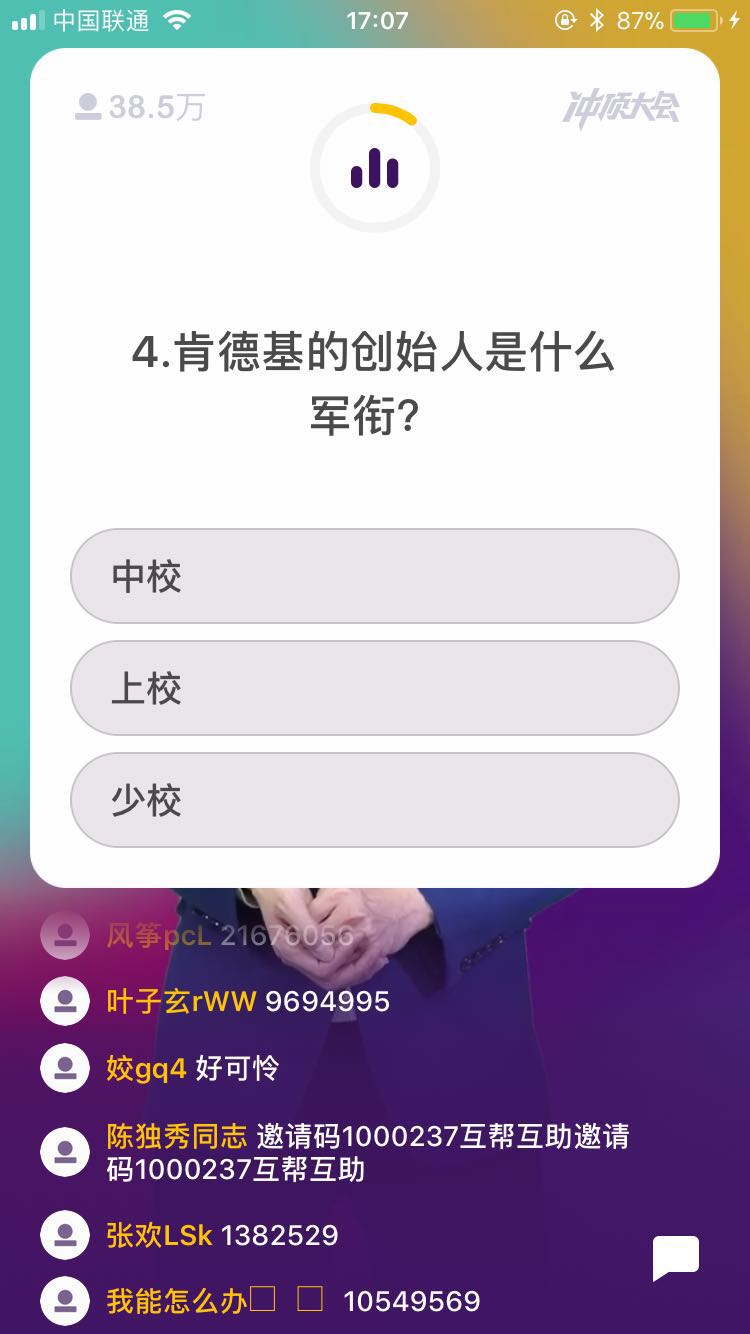 中国联通 17:07 87%
38.5万 冲顶大会
4.肯德基的创始人是什么
军衔?
中校
上校
少校
风筝pcL 21676056
叶子玄rWW 9694995
姣gq4 好可怜
陈独秀同志 邀请码1000237互帮互助邀请
码1000237互帮互助
张欢LSk 1382529
我能怎么办□ □ 10549569